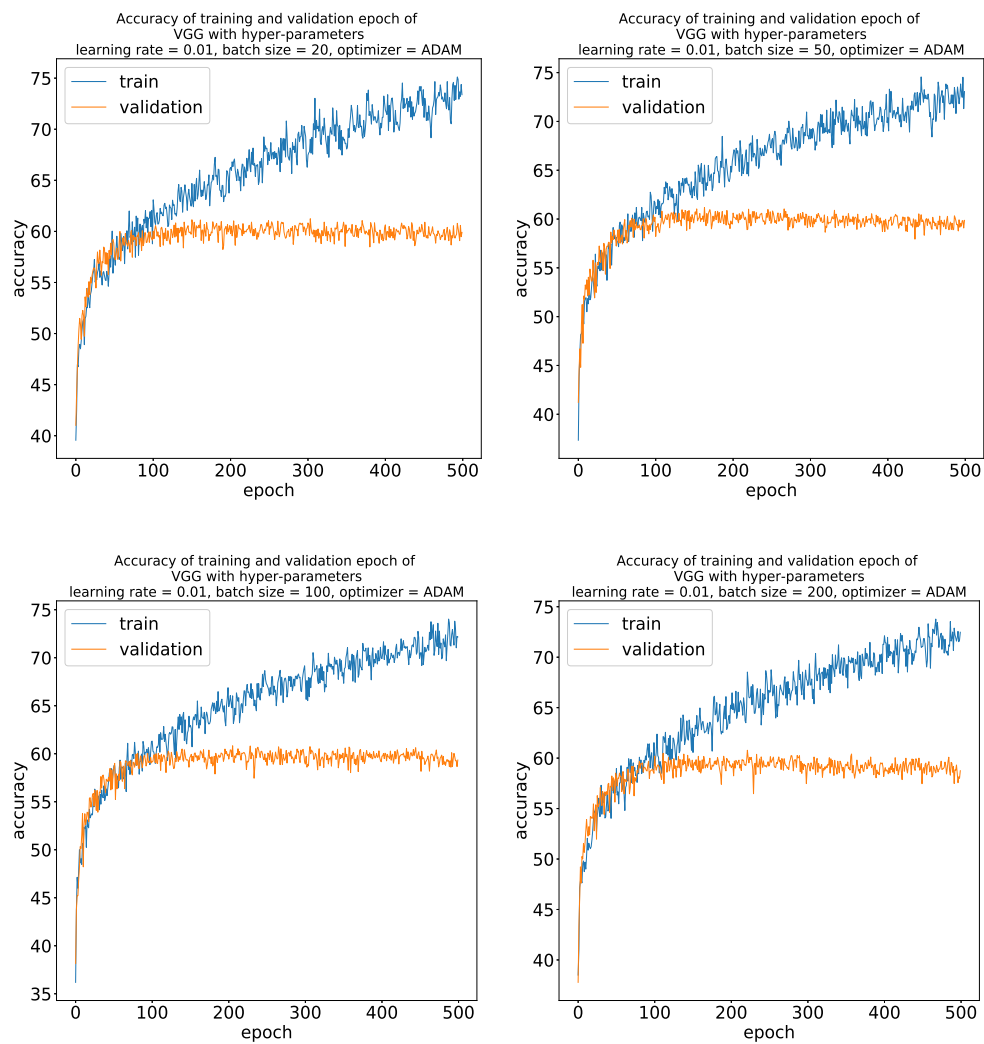 Accuracy of training and validation epoch of
VGG with hyper-parameters
learning rate = 0.01, batch size = 20, optimizer = ADAM
train
validation
75
70
65
60
55
50
45
40
accuracy
0 100 200 300 400 500
epoch
Accuracy of training and validation epoch of
VGG with hyper-parameters
learning rate = 0.01, batch size = 50, optimizer = ADAM
train
validation
75
70
65
60
55
50
45
40
accuracy
0 100 200 300 400 500
epoch
Accuracy of training and validation epoch of
VGG with hyper-parameters
learning rate = 0.01, batch size = 100, optimizer = ADAM
train
validation
75
70
65
60
55
50
45
40
35
accuracy
0 100 200 300 400 500
epoch
Accuracy of training and validation epoch of
VGG with hyper-parameters
learning rate = 0.01, batch size = 200, optimizer = ADAM
train
validation
75
70
65
60
55
50
45
40
accuracy
0 100 200 300 400 500
epoch